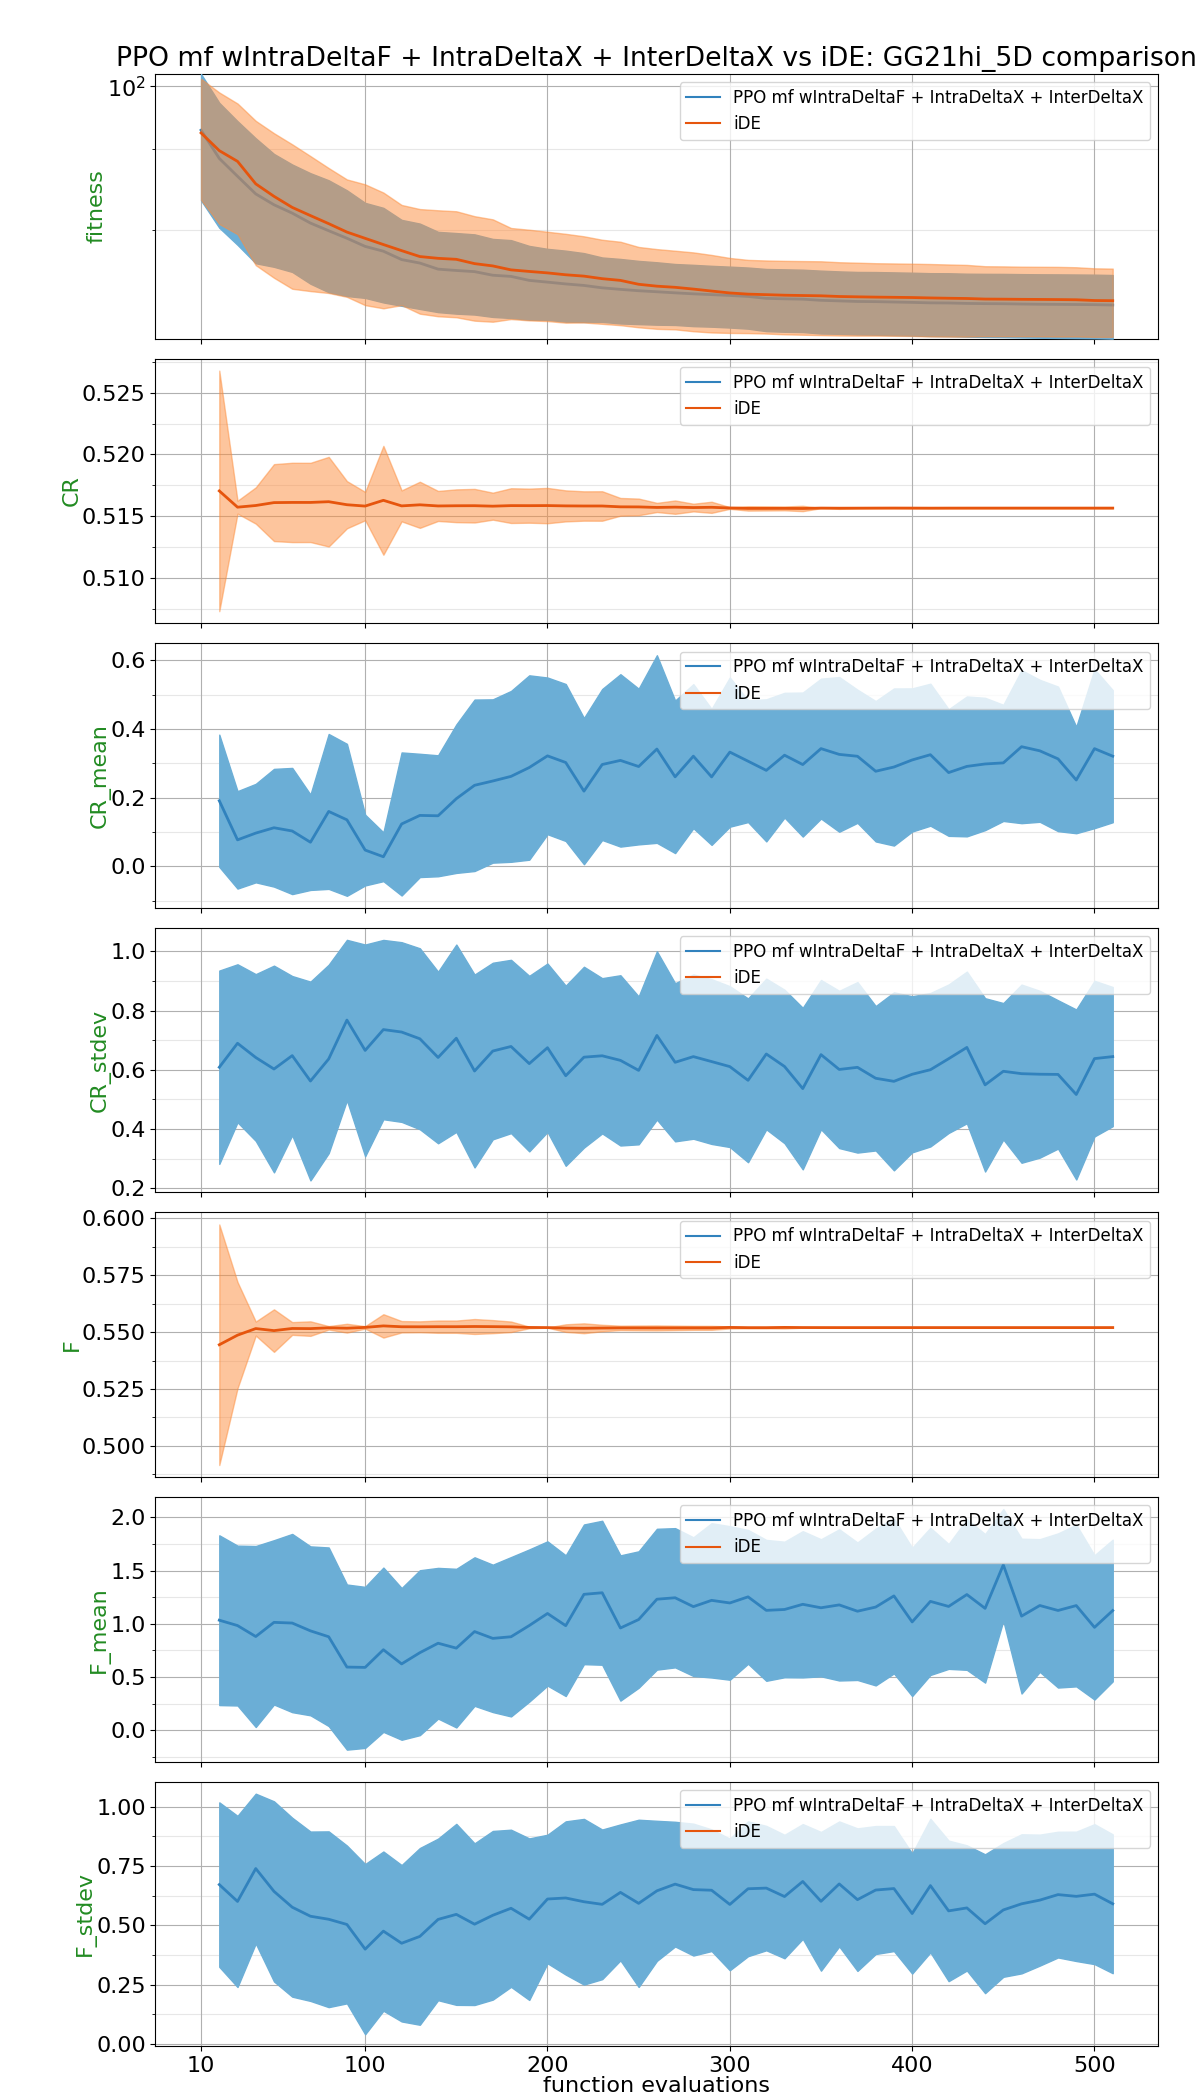 PPO mf wIntraDeltaF + IntraDeltaX + InterDeltaX vs iDE: GG21hi_5D comparison
10²
fitness
PPO mf wIntraDeltaF + IntraDeltaX + InterDeltaX
iDE
0.525
0.520
0.515
0.510
CR
PPO mf wIntraDeltaF + IntraDeltaX + InterDeltaX
iDE
0.6
0.4
0.2
0.0
CR_mean
PPO mf wIntraDeltaF + IntraDeltaX + InterDeltaX
iDE
1.0
0.8
0.6
0.4
0.2
CR_stdev
PPO mf wIntraDeltaF + IntraDeltaX + InterDeltaX
iDE
0.600
0.575
0.550
0.525
0.500
F
PPO mf wIntraDeltaF + IntraDeltaX + InterDeltaX
iDE
2.0
1.5
1.0
0.5
0.0
F_mean
PPO mf wIntraDeltaF + IntraDeltaX + InterDeltaX
iDE
1.00
0.75
0.50
0.25
0.00
F_stdev
PPO mf wIntraDeltaF + IntraDeltaX + InterDeltaX
iDE
10 100 200 300 400 500
function evaluations